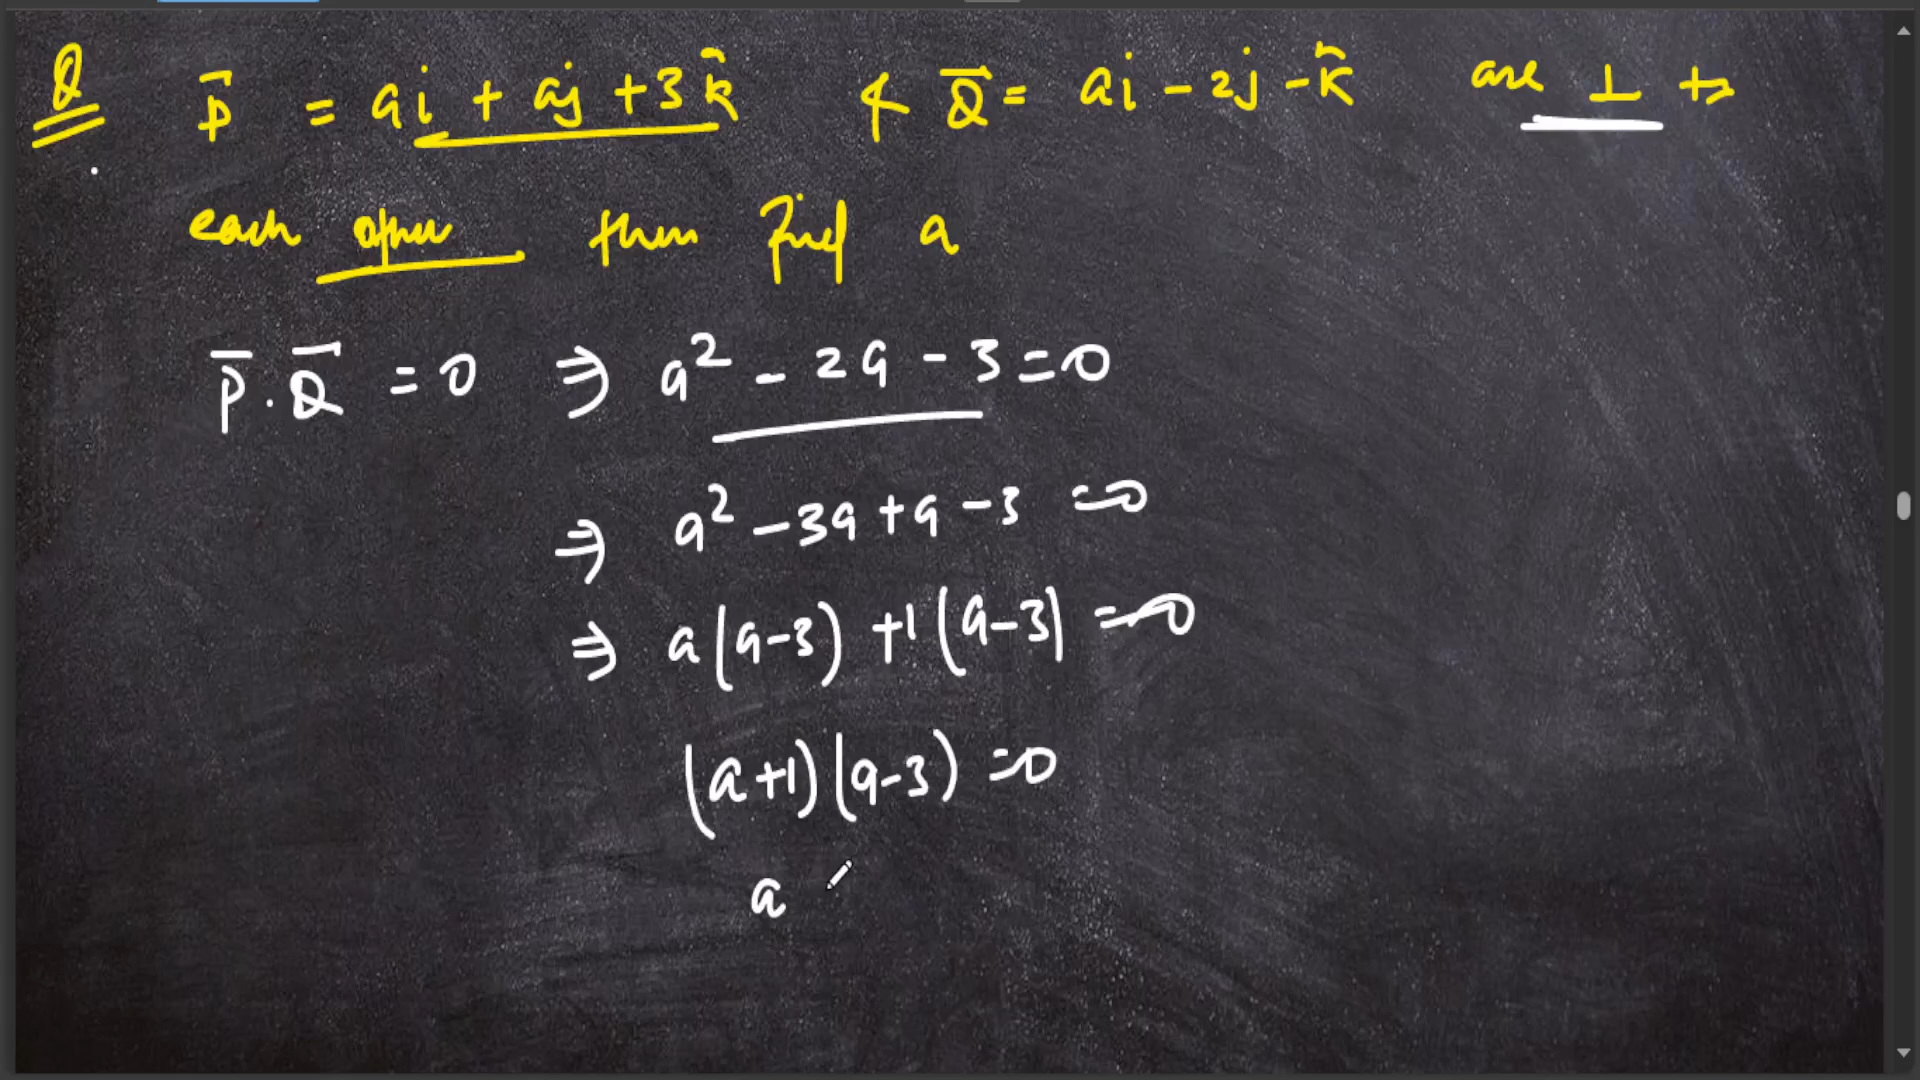 Q P̅ = ai + aj + 3k̂ & Q̅ = ai - 2j - k̂ are ⊥ to
each other then find a
P̅ . Q̅ = 0 ⇒ a² - 2a - 3 = 0
⇒ a² - 3a + a - 3 = 0
⇒ a(a-3) + 1(a-3) = 0
(a+1)(a-3) = 0
a